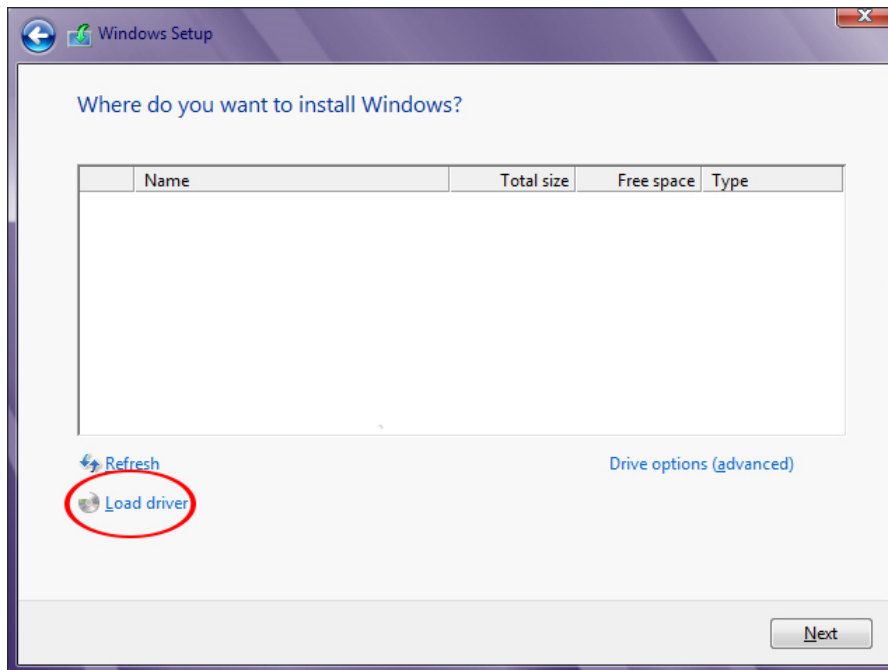 Windows Setup
Where do you want to install Windows?
Name Total size Free space Type
Refresh Drive options (advanced)
Load driver
Next